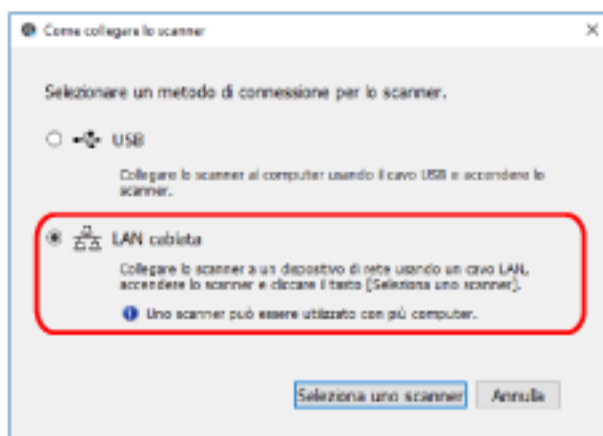 Come collegare lo scanner
Selezionare un metodo di connessione per lo scanner.
USB
Collegare lo scanner al computer usando il cavo USB e accendere lo
scanner.
LAN cablata
Collegare lo scanner a un dispositivo di rete usando un cavo LAN,
accendere lo scanner e cliccare il tasto [Seleziona uno scanner].
Uno scanner può essere utilizzato con più computer.
Seleziona uno scanner Annulla